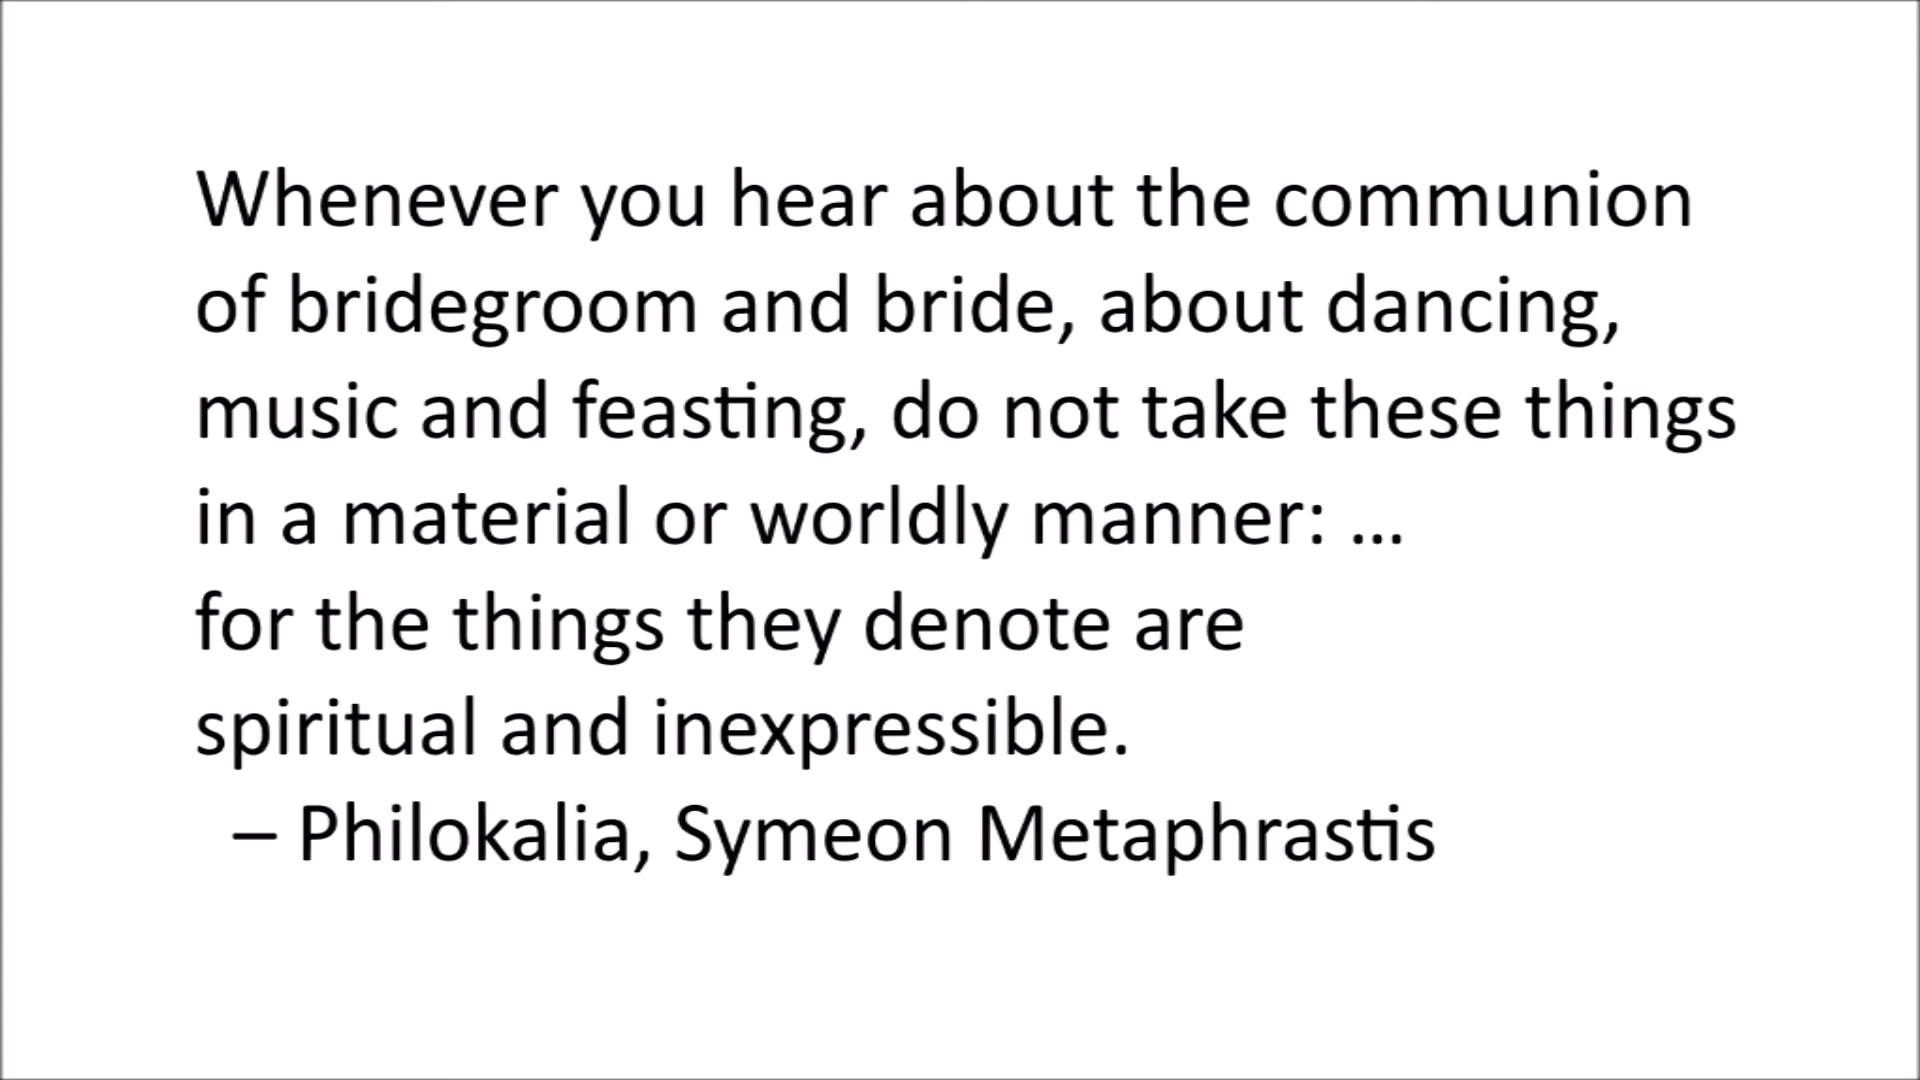 Whenever you hear about the communion
of bridegroom and bride, about dancing,
music and feasting, do not take these things
in a material or worldly manner: ...
for the things they denote are
spiritual and inexpressible.
– Philokalia, Symeon Metaphrastis